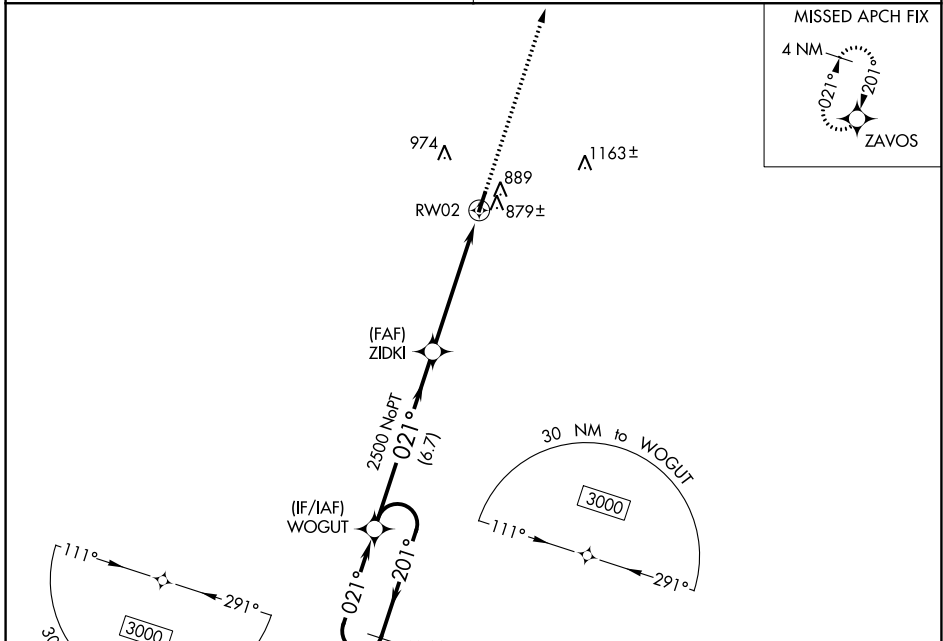 MISSED APCH FIX
4 NM
021°
201°
ZAVOS
974
1163±
889
RW02
879±
(FAF)
ZIDKI
2500 NoPT
021°
(6.7)
30 NM to WOGUT
3000
(IF/IAF)
WOGUT
111°
291°
021°
201°
111°
291°
3000
30